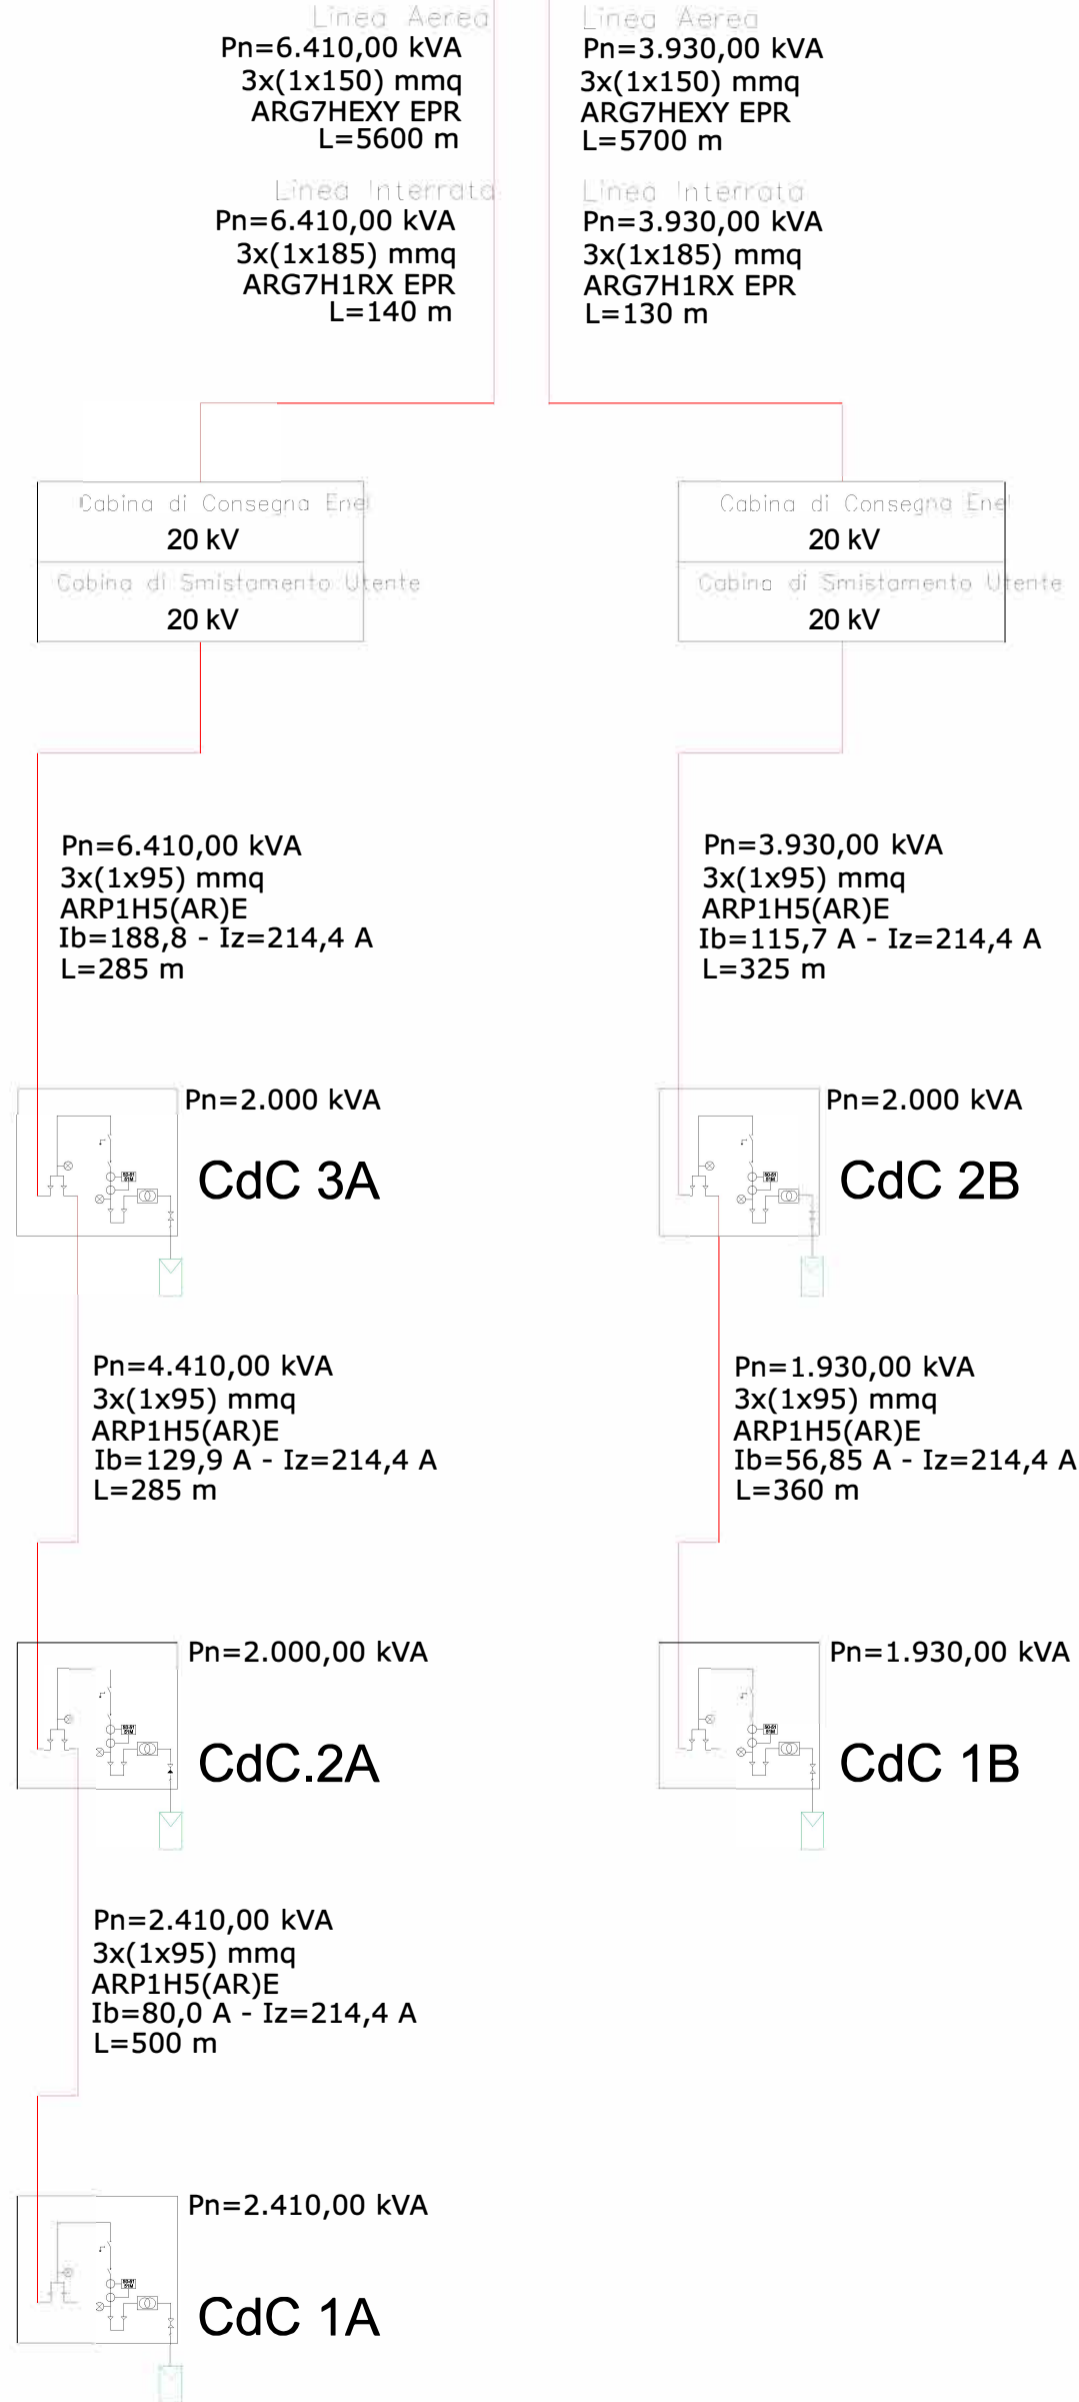 Linea Aerea
Pn=6.410,00 kVA
3x(1x150) mmq
ARG7HEXY EPR
L=5600 m
Linea Interrata
Pn=6.410,00 kVA
3x(1x185) mmq
ARG7H1RX EPR
L=140 m
Linea Aerea
Pn=3.930,00 kVA
3x(1x150) mmq
ARG7HEXY EPR
L=5700 m
Linea Interrata
Pn=3.930,00 kVA
3x(1x185) mmq
ARG7H1RX EPR
L=130 m
Cabina di Consegna Enel
20 kV
Cabina di Smistamento Utente
20 kV
Cabina di Consegna Enel
20 kV
Cabina di Smistamento Utente
20 kV
Pn=6.410,00 kVA
3x(1x95) mmq
ARP1H5(AR)E
Ib=188,8 - Iz=214,4 A
L=285 m
Pn=3.930,00 kVA
3x(1x95) mmq
ARP1H5(AR)E
Ib=115,7 A - Iz=214,4 A
L=325 m
Pn=2.000 kVA
CdC 3A
Pn=2.000 kVA
CdC 2B
Pn=4.410,00 kVA
3x(1x95) mmq
ARP1H5(AR)E
Ib=129,9 A - Iz=214,4 A
L=285 m
Pn=1.930,00 kVA
3x(1x95) mmq
ARP1H5(AR)E
Ib=56,85 A - Iz=214,4 A
L=360 m
Pn=2.000,00 kVA
CdC.2A
Pn=1.930,00 kVA
CdC 1B
Pn=2.410,00 kVA
3x(1x95) mmq
ARP1H5(AR)E
Ib=80,0 A - Iz=214,4 A
L=500 m
Pn=2.410,00 kVA
CdC 1A